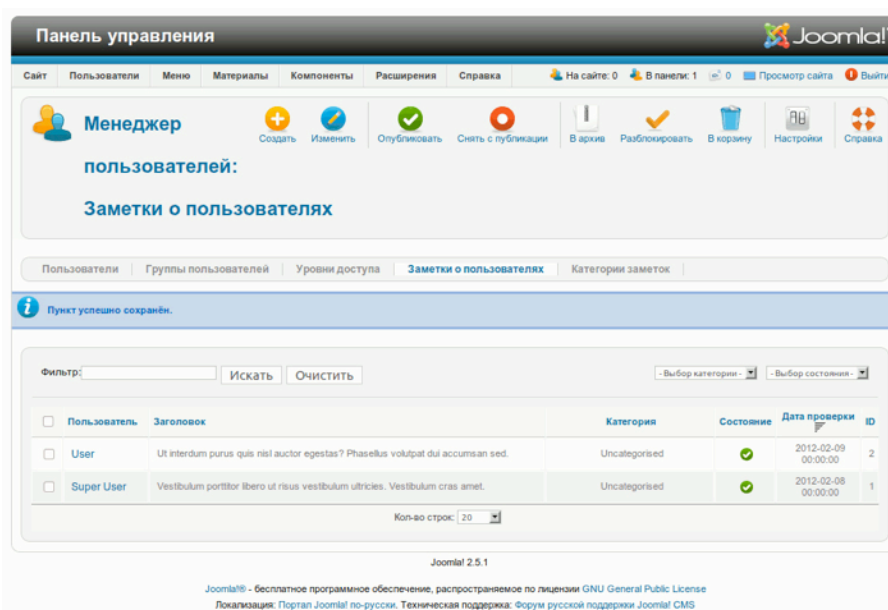 Панель управления Joomla!
Сайт Пользователи Меню Материалы Компоненты Расширения Справка На сайте: 0 В панели: 1 0 Просмотр сайта Выйти
Менеджер пользователей: Заметки о пользователях
Создать Изменить Опубликовать Снять с публикации В архив Разблокировать В корзину Настройки Справка
Пользователи Группы пользователей Уровни доступа Заметки о пользователях Категории заметок
Пункт успешно сохранён.
Фильтр: Искать Очистить - Выбор категории - - Выбор состояния -
Пользователь Заголовок Категория Состояние Дата проверки ID
User Ut interdum purus quis nisl auctor egestas? Phasellus volutpat dui accumsan sed. Uncategorised 2012-02-09 00:00:00 2
Super User Vestibulum porttitor libero ut risus vestibulum ultricies. Vestibulum cras amet. Uncategorised 2012-02-08 00:00:00 1
Кол-во строк: 20
Joomla! 2.5.1
Joomla!® - бесплатное программное обеспечение, распространяемое по лицензии GNU General Public License
Локализация: Портал Joomla! по-русски. Техническая поддержка: Форум русской поддержки Joomla! CMS